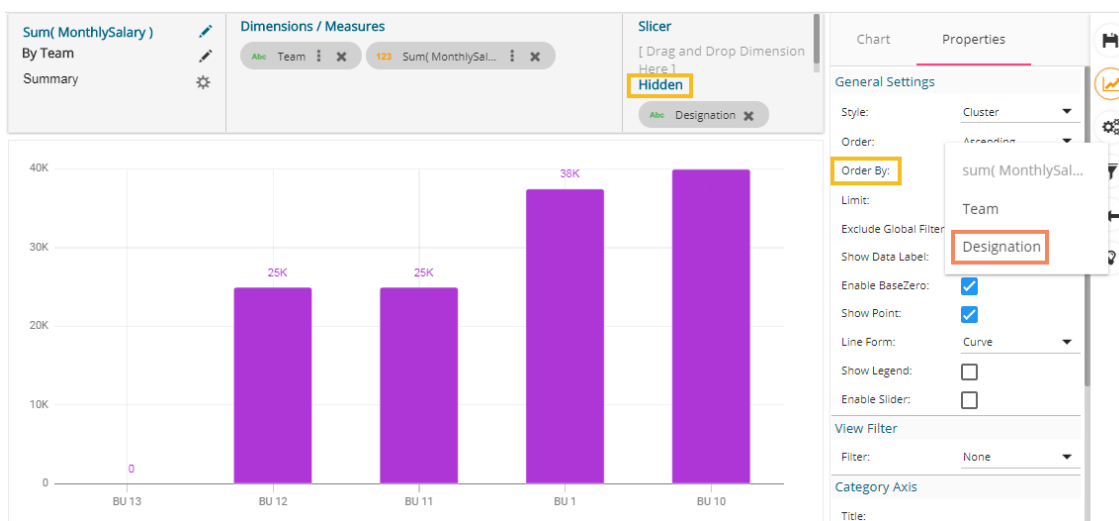 Sum( MonthlySalary )
By Team
Summary
Dimensions / Measures
Abc Team
123 Sum( MonthlySal...
Slicer
[ Drag and Drop Dimension
Here ]
Hidden
Abc Designation
40K
30K
20K
10K
0
0
25K
25K
38K
BU 13
BU 12
BU 11
BU 1
BU 10
Chart
Properties
General Settings
Style: Cluster
Order: Ascending
Order By:
sum( MonthlySal...
Team
Designation
Limit:
Exclude Global Filter
Show Data Label:
Enable BaseZero:
Show Point:
Line Form: Curve
Show Legend:
Enable Slider:
View Filter
Filter: None
Category Axis
Title: